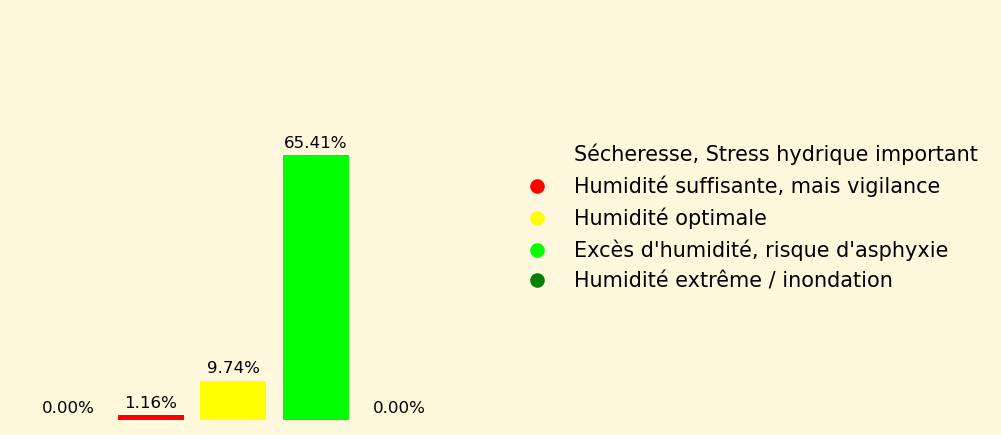 65.41%
9.74%
1.16%
0.00%
0.00%
Sécheresse, Stress hydrique important
Humidité suffisante, mais vigilance
Humidité optimale
Excès d'humidité, risque d'asphyxie
Humidité extrême / inondation